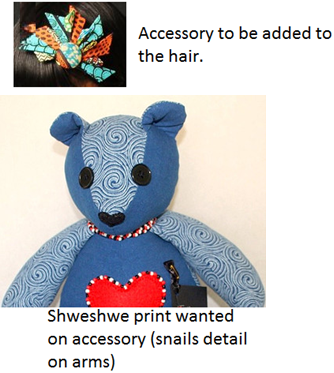 Accessory to be added to
the hair.
Shweshwe print wanted
on accessory (snails detail
on arms)